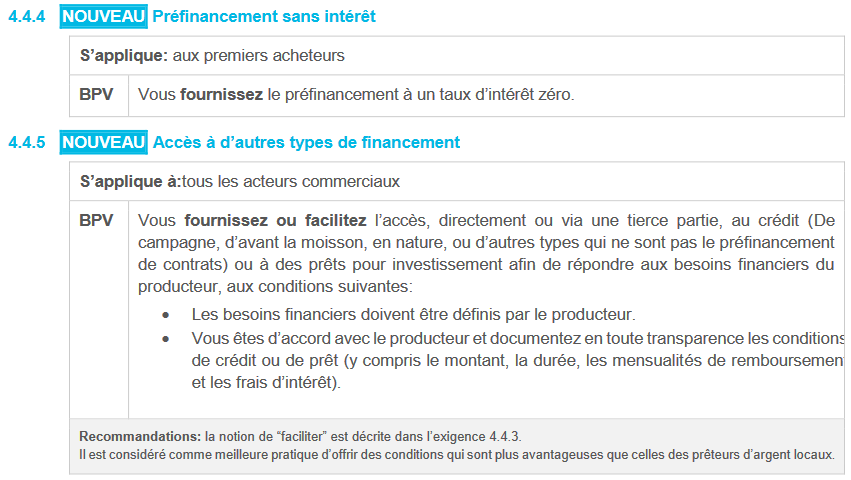 4.4.4 NOUVEAU Préfinancement sans intérêt
S’applique: aux premiers acheteurs
BPV Vous fournissez le préfinancement à un taux d’intérêt zéro.
4.4.5 NOUVEAU Accès à d’autres types de financement
S’applique à:tous les acteurs commerciaux
BPV Vous fournissez ou facilitez l’accès, directement ou via une tierce partie, au crédit (De
campagne, d’avant la moisson, en nature, ou d’autres types qui ne sont pas le préfinancement
de contrats) ou à des prêts pour investissement afin de répondre aux besoins financiers du
producteur, aux conditions suivantes:
• Les besoins financiers doivent être définis par le producteur.
• Vous êtes d’accord avec le producteur et documentez en toute transparence les conditions
de crédit ou de prêt (y compris le montant, la durée, les mensualités de remboursement
et les frais d’intérêt).
Recommandations: la notion de “faciliter” est décrite dans l’exigence 4.4.3.
Il est considéré comme meilleure pratique d’offrir des conditions qui sont plus avantageuses que celles des prêteurs d’argent locaux.